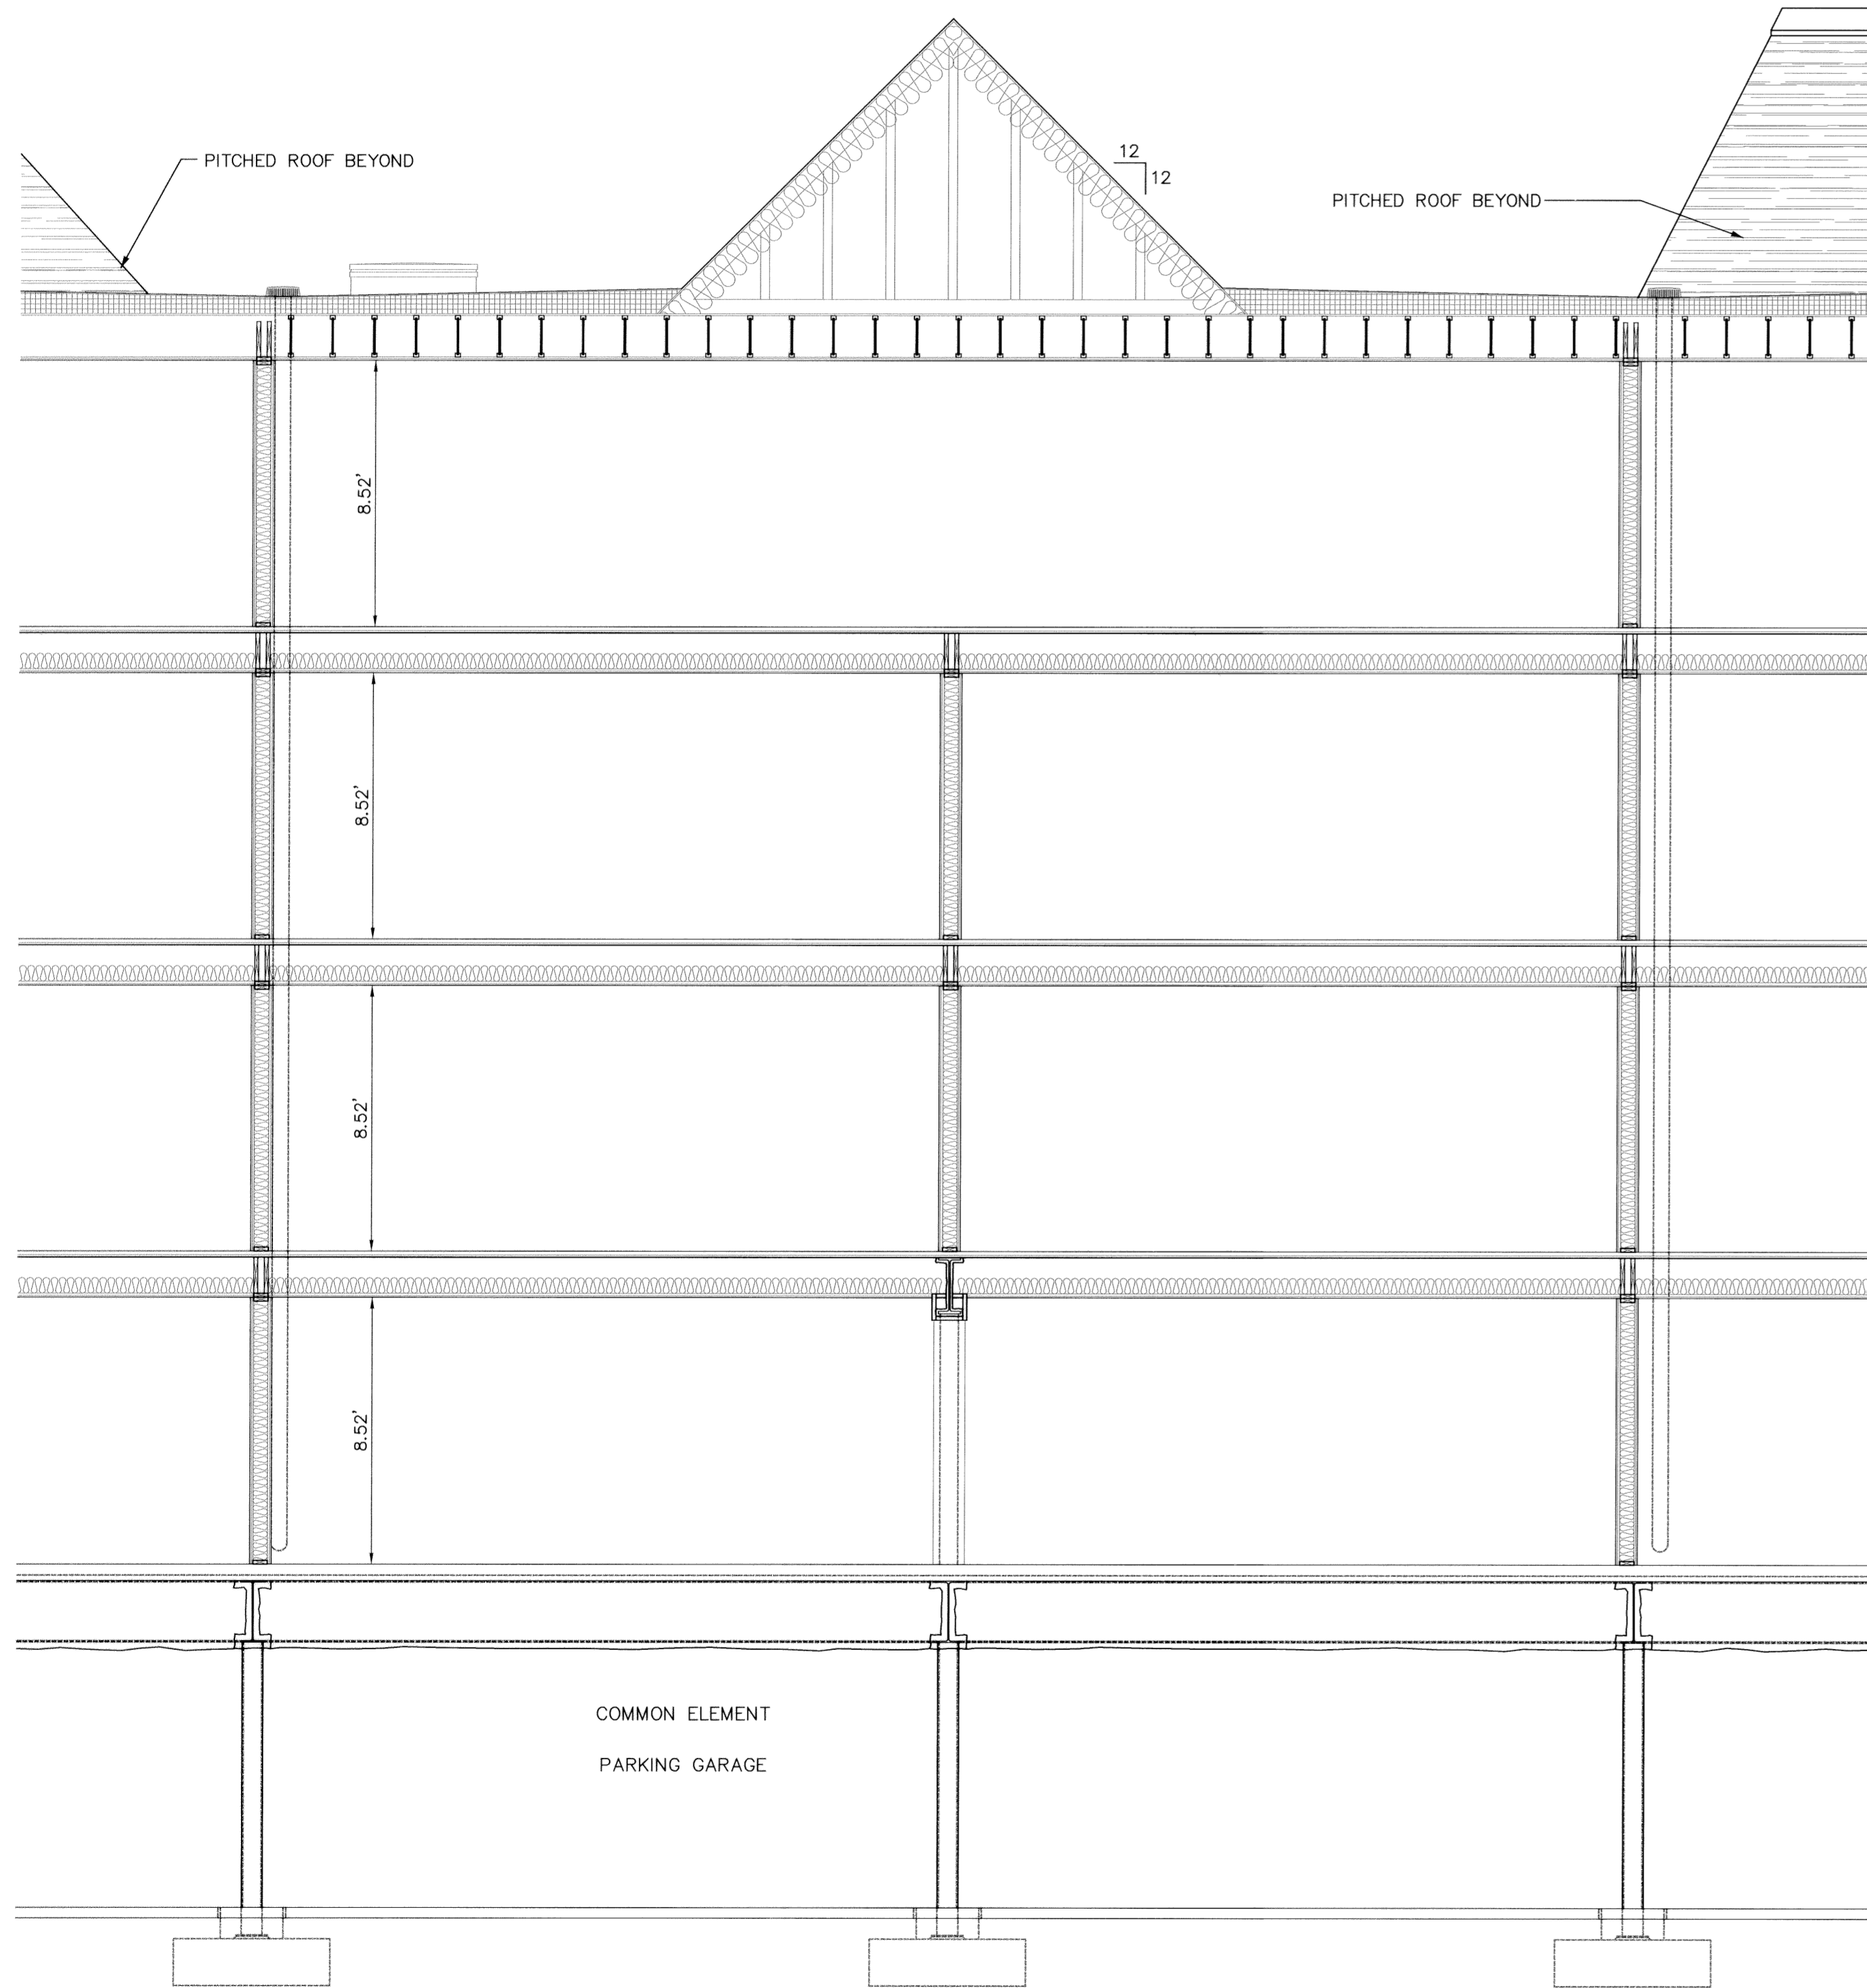 PITCHED ROOF BEYOND
12
12
PITCHED ROOF BEYOND
8.52'
8.52'
8.52'
8.52'
COMMON ELEMENT
PARKING GARAGE